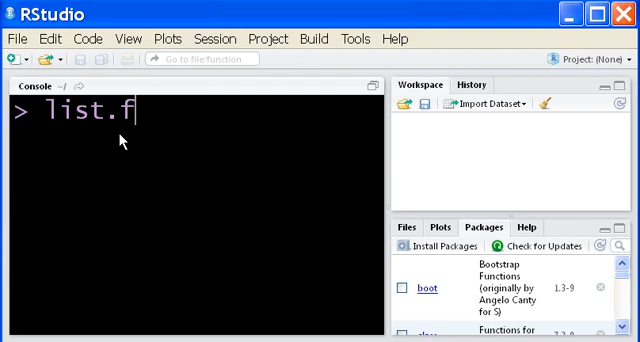 RStudio
File Edit Code View Plots Session Project Build Tools Help
Go to file/function Project: (None)
Console ~/
> list.f
Workspace History
Import Dataset
Files Plots Packages Help
Install Packages Check for Updates
boot Bootstrap Functions (originally by Angelo Canty for S) 1.3-9
Functions for